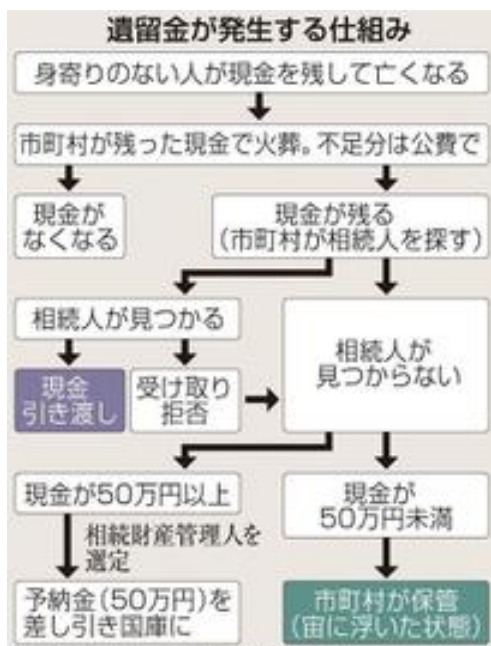 遺留金が発生する仕組み
身寄りのない人が現金を残して亡くなる
市町村が残った現金で火葬。不足分は公費で
現金が
なくなる
現金が残る
(市町村が相続人を探す)
相続人が見つかる
相続人が
見つからない
現金
引き渡し
受け取り
拒否
現金が50万円以上
現金が
50万円未満
相続財産管理人を
選定
予納金(50万円)を
差し引き国庫に
市町村が保管
(宙に浮いた状態)